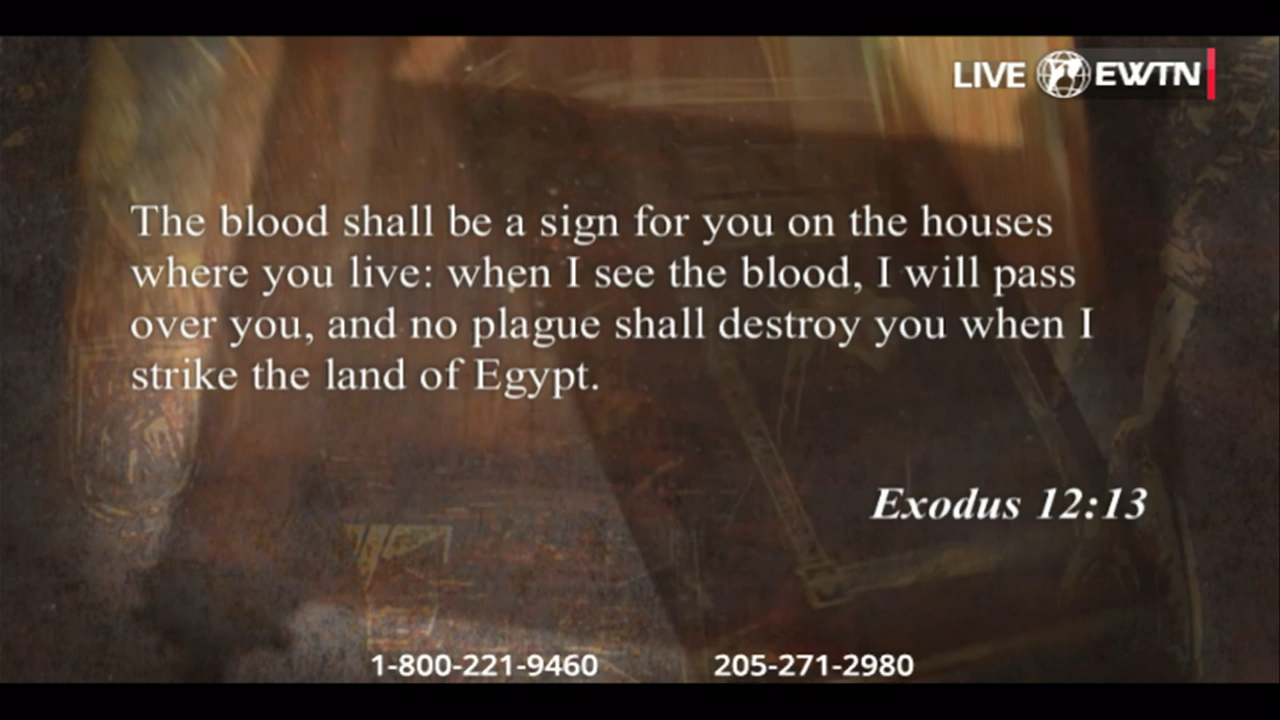 LIVE EWTN
The blood shall be a sign for you on the houses
where you live: when I see the blood, I will pass
over you, and no plague shall destroy you when I
strike the land of Egypt.
Exodus 12:13
1-800-221-9460 205-271-2980